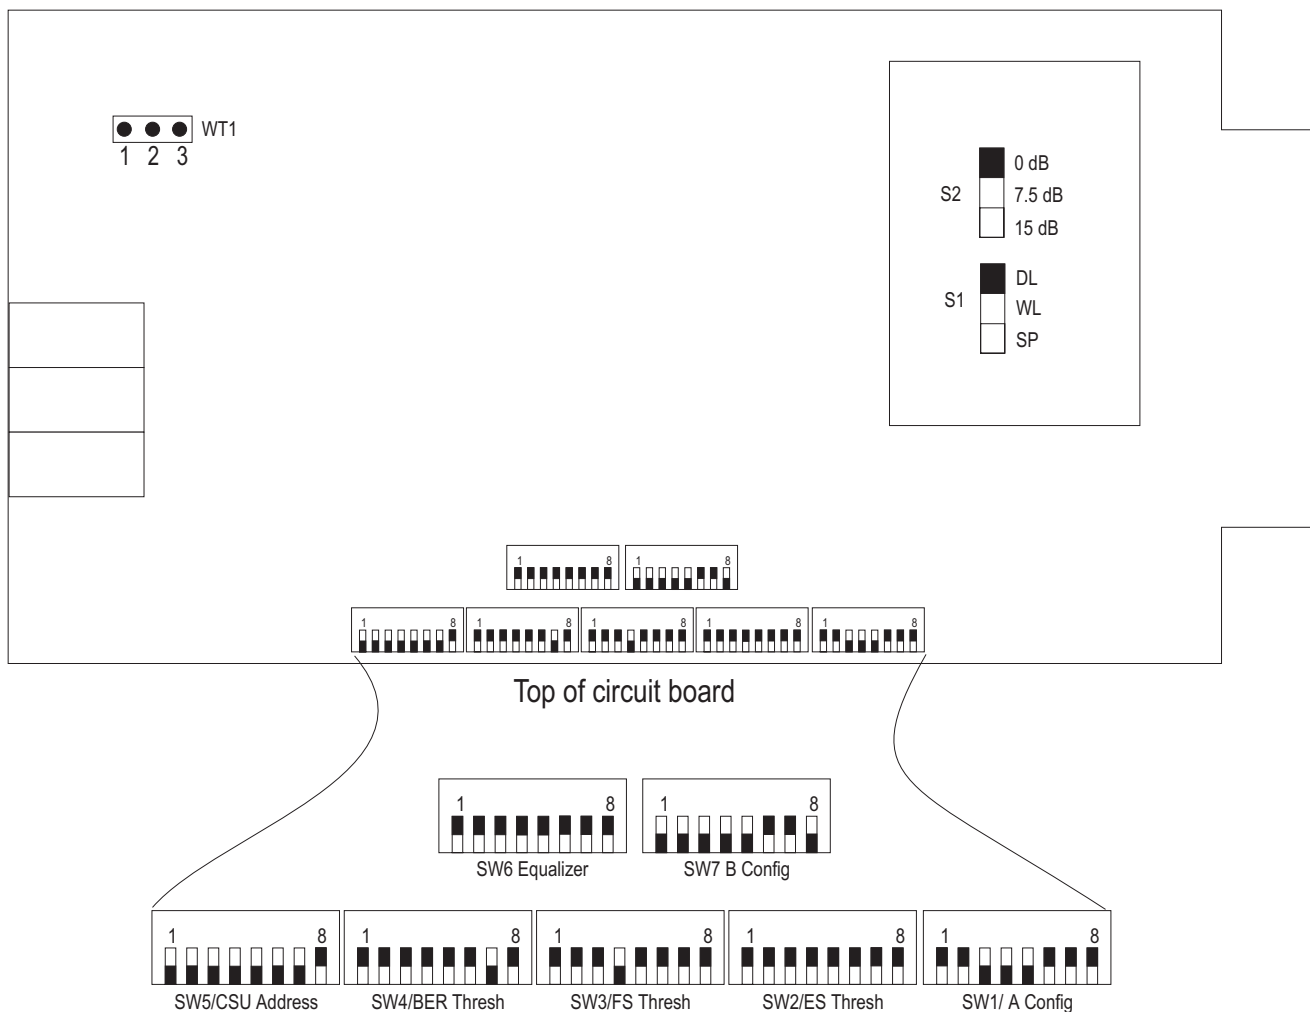 WT1
1 2 3
0 dB
S2
7.5 dB
15 dB
DL
S1
WL
SP
1 8 1 8
1 8 1 8 1 8 1 8 1 8
Top of circuit board
1 8 1 8
SW6 Equalizer SW7 B Config
1 8 1 8 1 8 1 8 1 8
SW5/CSU Address SW4/BER Thresh SW3/FS Thresh SW2/ES Thresh SW1/ A Config